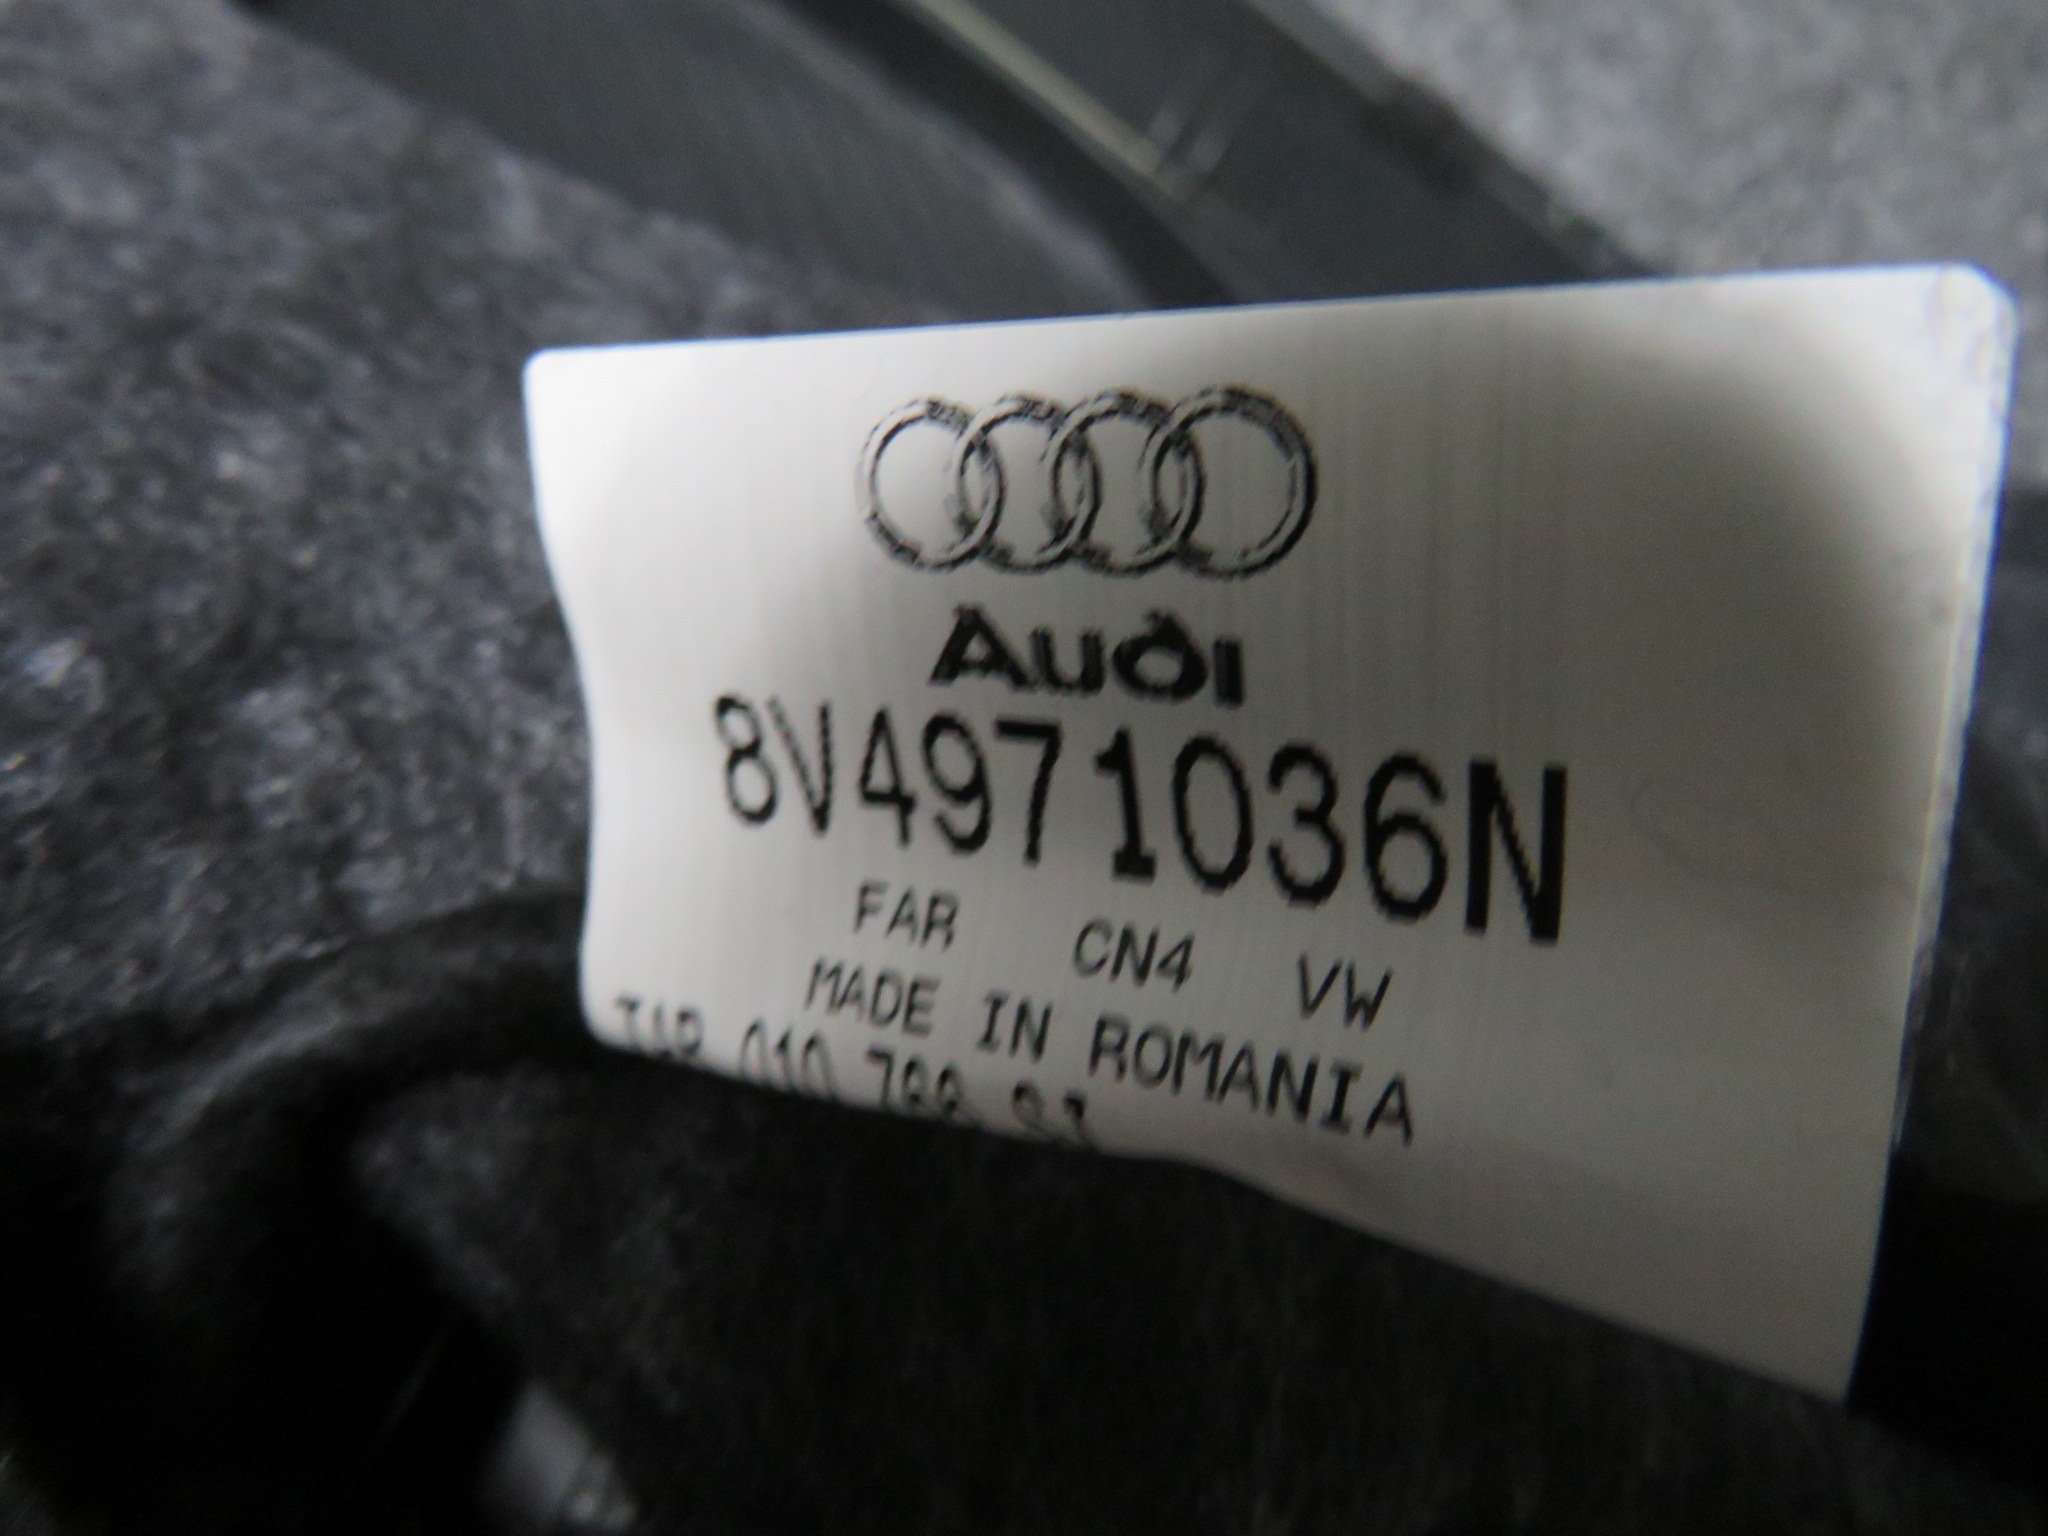 Audi
8V4971036N
FAR CN4 VW
MADE IN ROMANIA